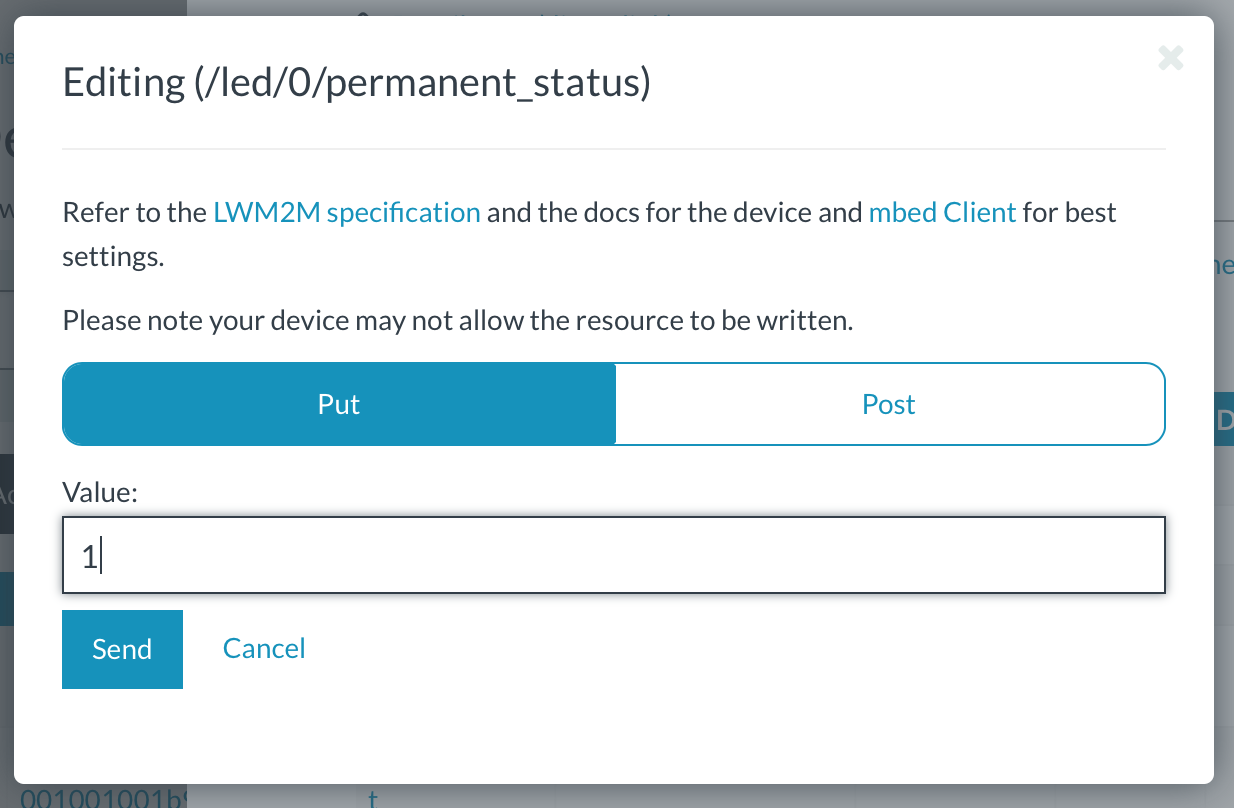 Editing (/led/0/permanent_status)
Refer to the LWM2M specification and the docs for the device and mbed Client for best
settings.
Please note your device may not allow the resource to be written.
Put
Post
Value:
1
Send
Cancel